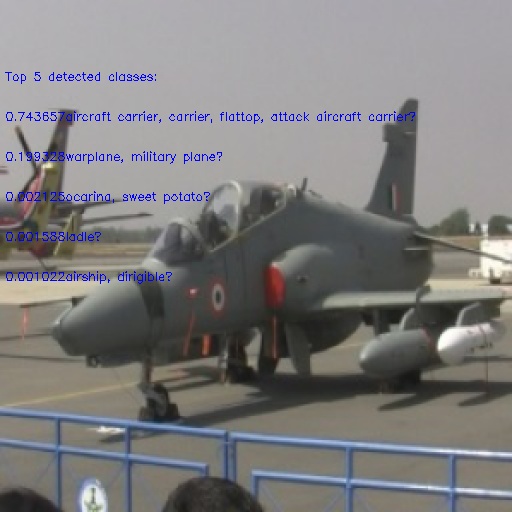 Top 5 detected classes:
0.743657aircraft carrier, carrier, flattop, attack aircraft carrier?
0.199328warplane, military plane?
0.002125ocarina, sweet potato?
0.001588ladle?
0.001022airship, dirigible?